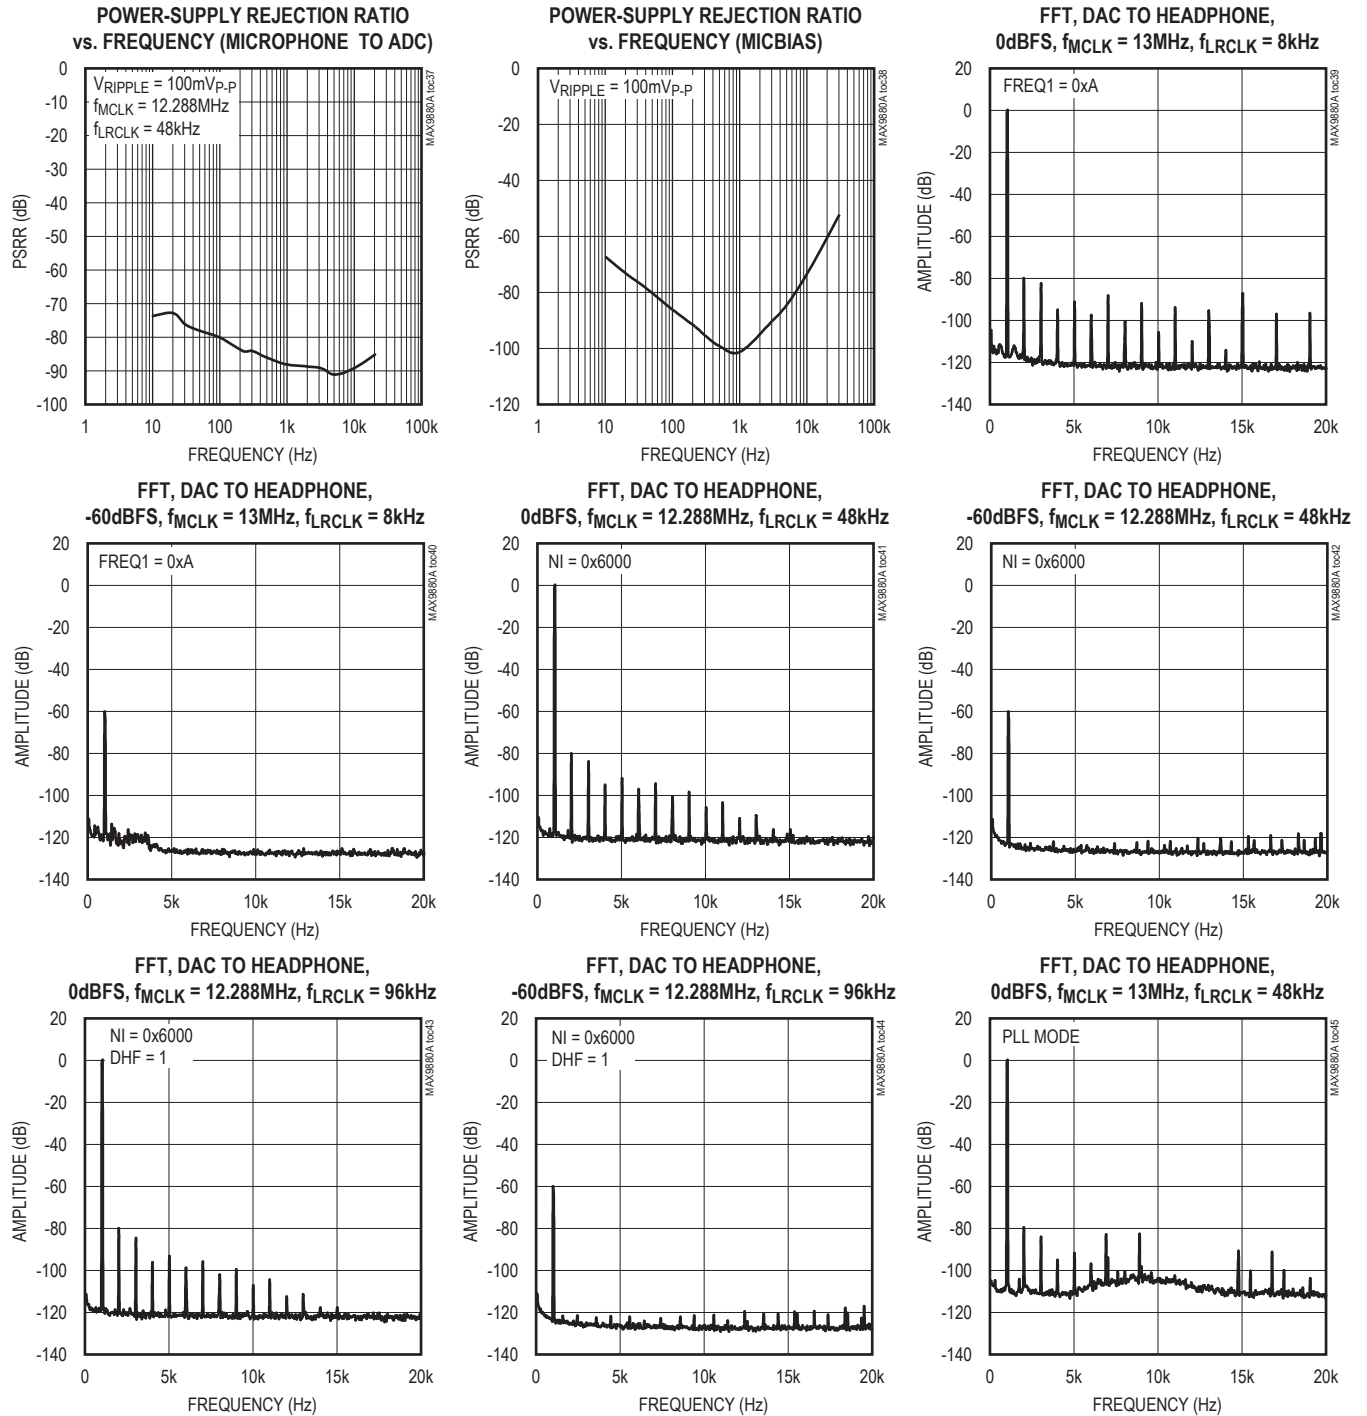 POWER-SUPPLY REJECTION RATIO
vs. FREQUENCY (MICROPHONE TO ADC)
VRIPPLE = 100mVP-P
fMCLK = 12.288MHz
fLRCLK = 48kHz
MAX9880A toc37
PSRR (dB)
0
-10
-20
-30
-40
-50
-60
-70
-80
-90
-100
1 10 100 1k 10k 100k
FREQUENCY (Hz)
POWER-SUPPLY REJECTION RATIO
vs. FREQUENCY (MICBIAS)
VRIPPLE = 100mVP-P
MAX9880A toc38
PSRR (dB)
0
-20
-40
-60
-80
-100
-120
1 10 100 1k 10k 100k
FREQUENCY (Hz)
FFT, DAC TO HEADPHONE,
0dBFS, fMCLK = 13MHz, fLRCLK = 8kHz
FREQ1 = 0xA
MAX9880A toc39
AMPLITUDE (dB)
20
0
-20
-40
-60
-80
-100
-120
-140
0 5k 10k 15k 20k
FREQUENCY (Hz)
FFT, DAC TO HEADPHONE,
-60dBFS, fMCLK = 13MHz, fLRCLK = 8kHz
FREQ1 = 0xA
MAX9880A toc40
AMPLITUDE (dB)
20
0
-20
-40
-60
-80
-100
-120
-140
0 5k 10k 15k 20k
FREQUENCY (Hz)
FFT, DAC TO HEADPHONE,
0dBFS, fMCLK = 12.288MHz, fLRCLK = 48kHz
NI = 0x6000
MAX9880A toc41
AMPLITUDE (dB)
20
0
-20
-40
-60
-80
-100
-120
-140
0 5k 10k 15k 20k
FREQUENCY (Hz)
FFT, DAC TO HEADPHONE,
-60dBFS, fMCLK = 12.288MHz, fLRCLK = 48kHz
NI = 0x6000
MAX9880A toc42
AMPLITUDE (dB)
20
0
-20
-40
-60
-80
-100
-120
-140
0 5k 10k 15k 20k
FREQUENCY (Hz)
FFT, DAC TO HEADPHONE,
0dBFS, fMCLK = 12.288MHz, fLRCLK = 96kHz
NI = 0x6000
DHF = 1
MAX9880A toc43
AMPLITUDE (dB)
20
0
-20
-40
-60
-80
-100
-120
-140
0 5k 10k 15k 20k
FREQUENCY (Hz)
FFT, DAC TO HEADPHONE,
-60dBFS, fMCLK = 12.288MHz, fLRCLK = 96kHz
NI = 0x6000
DHF = 1
MAX9880A toc44
AMPLITUDE (dB)
20
0
-20
-40
-60
-80
-100
-120
-140
0 5k 10k 15k 20k
FREQUENCY (Hz)
FFT, DAC TO HEADPHONE,
0dBFS, fMCLK = 13MHz, fLRCLK = 48kHz
PLL MODE
MAX9880A toc45
AMPLITUDE (dB)
20
0
-20
-40
-60
-80
-100
-120
-140
0 5k 10k 15k 20k
FREQUENCY (Hz)